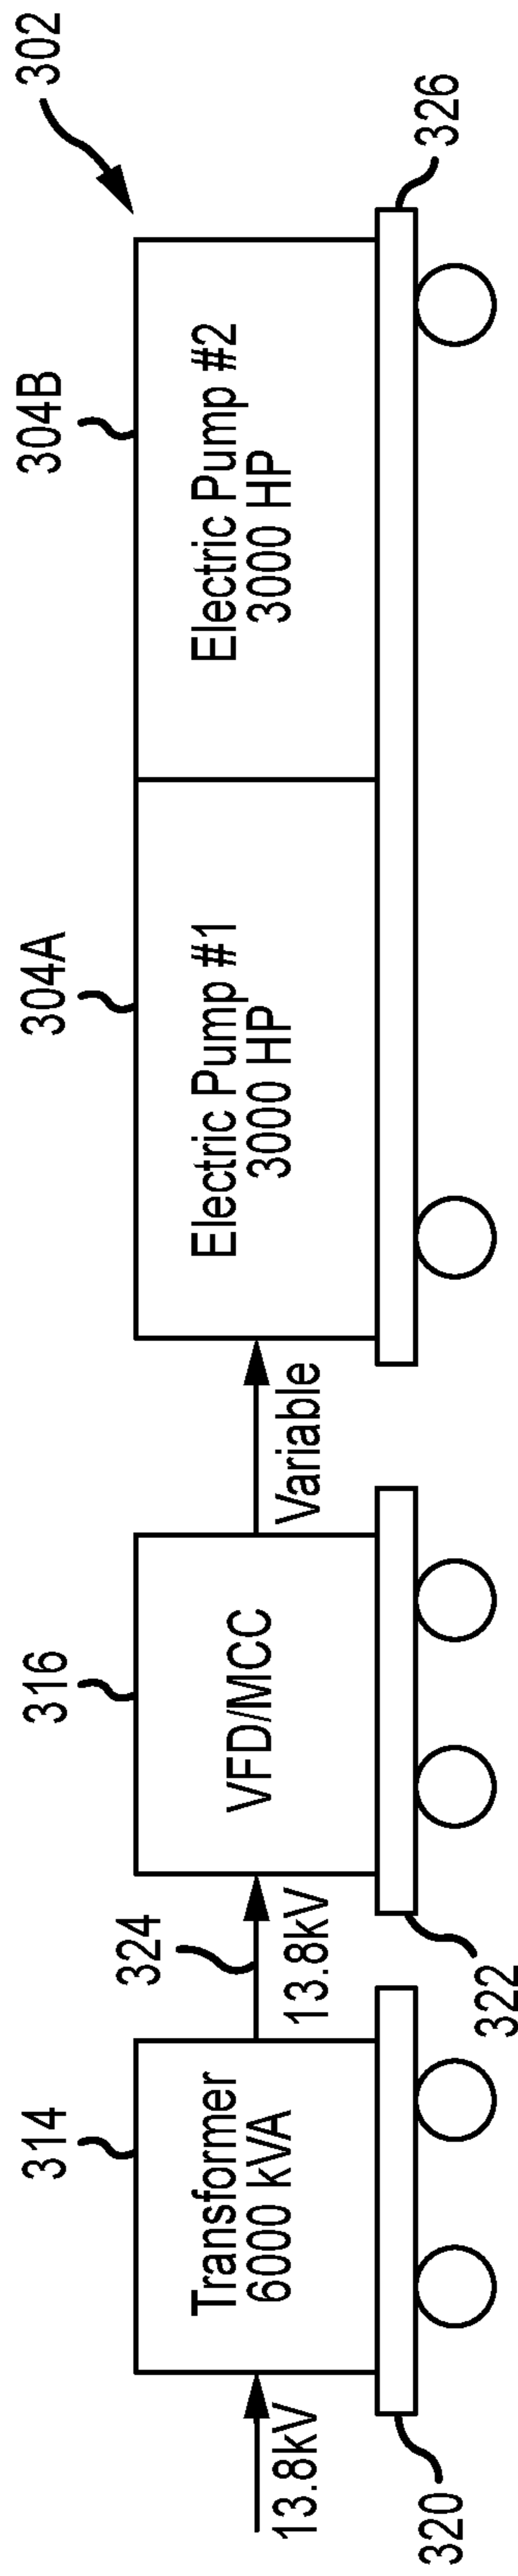 302
304B
304A
316
324
314
Electric Pump #2
3000 HP
Electric Pump #1
3000 HP
Variable
VFD/MCC
13.8kV
Transformer
6000 kVA
13.8kV
326
322
320